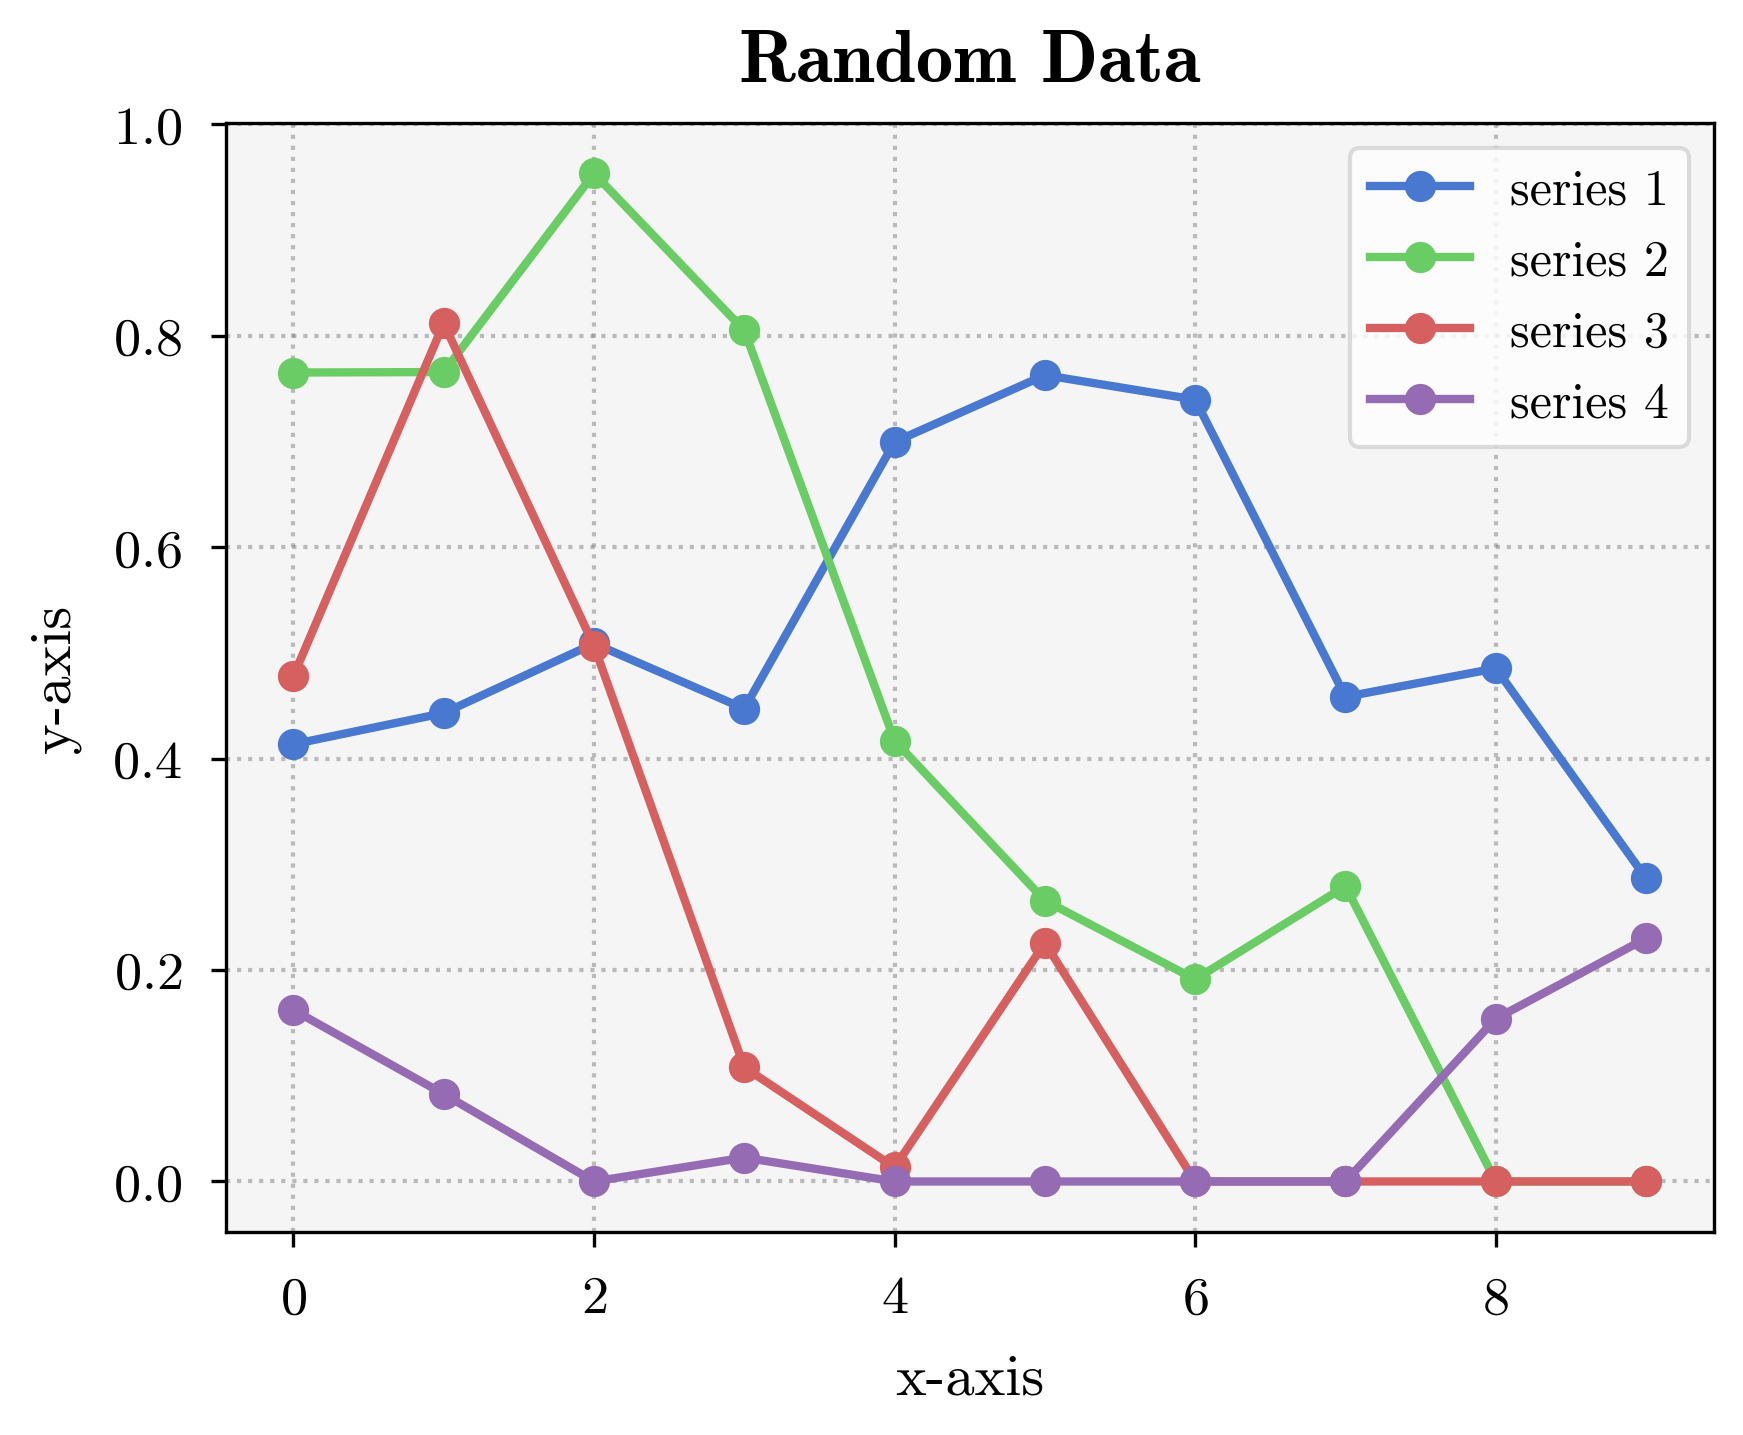 Random Data
1.0
0.8
0.6
0.4
0.2
0.0
y-axis
series 1
series 2
series 3
series 4
0 2 4 6 8
x-axis